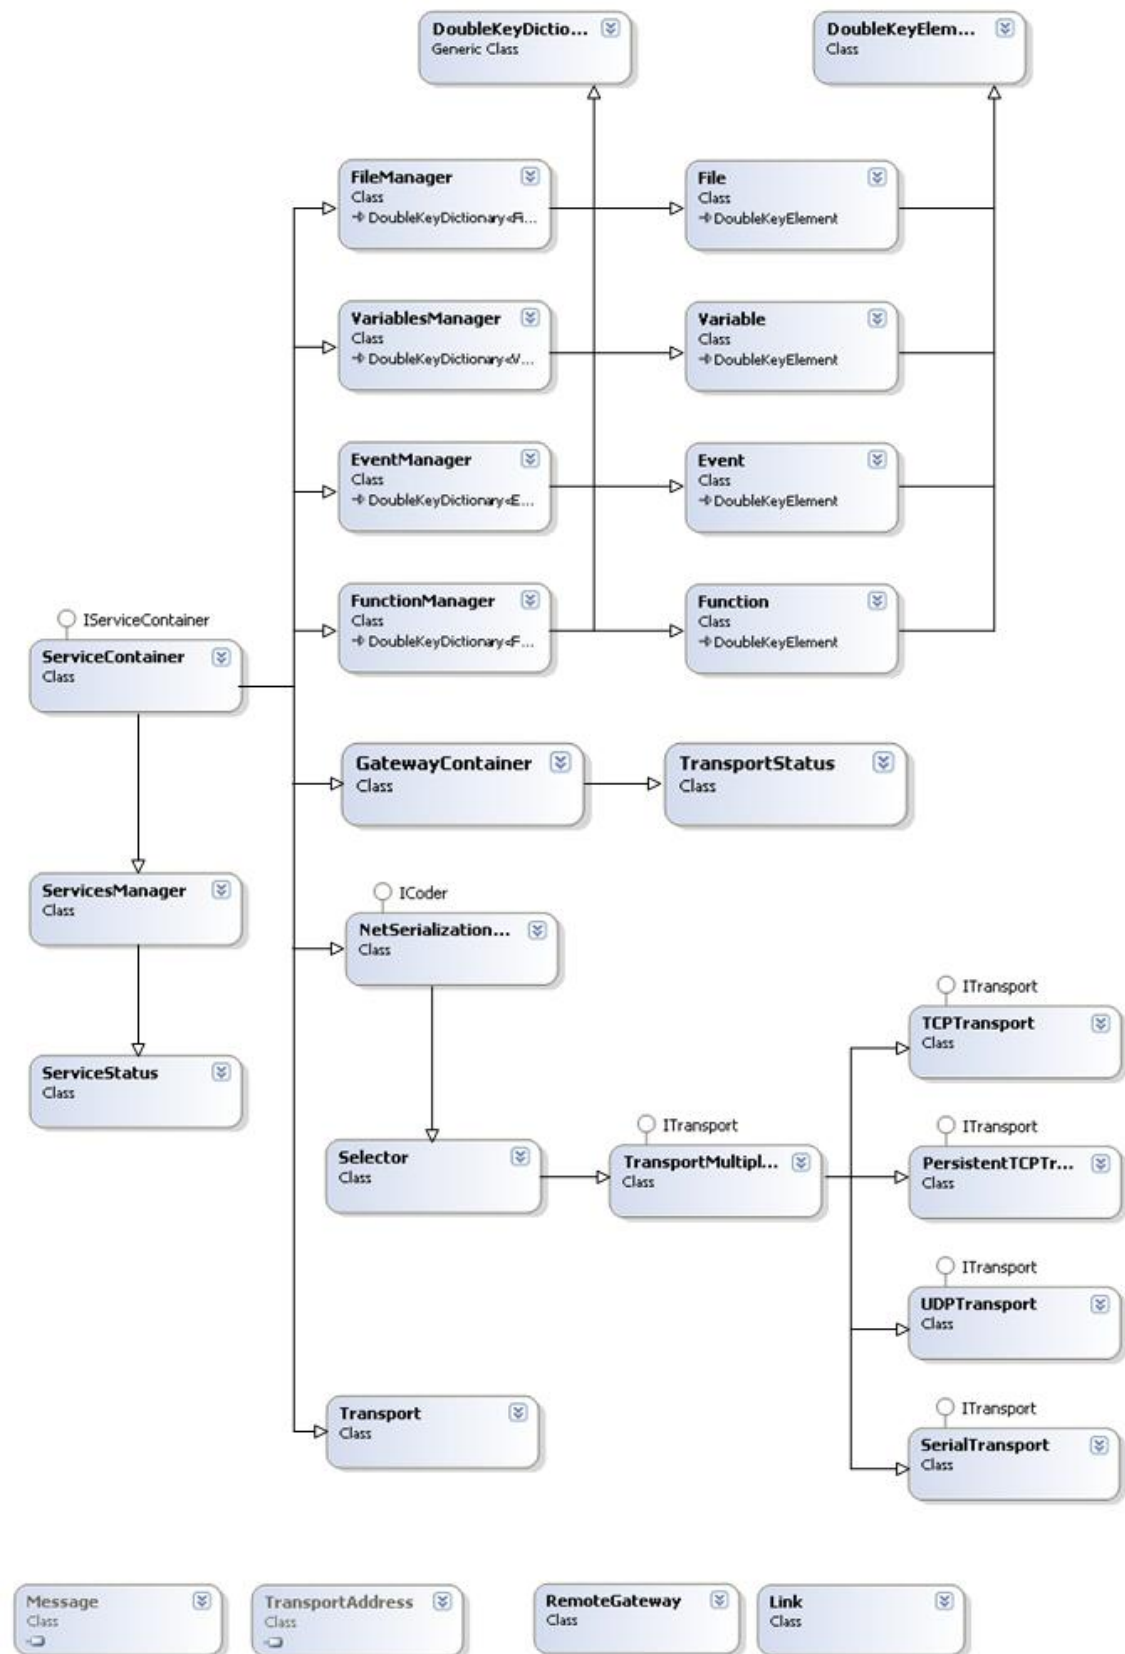 DoubleKeyDictio...
Generic Class
DoubleKeyElem...
Class
FileManager
Class
DoubleKeyDictionary<Fi...
File
Class
DoubleKeyElement
VariablesManager
Class
DoubleKeyDictionary<V...
Variable
Class
DoubleKeyElement
EventManager
Class
DoubleKeyDictionary<E...
Event
Class
DoubleKeyElement
FunctionManager
Class
DoubleKeyDictionary<F...
Function
Class
DoubleKeyElement
IServiceContainer
ServiceContainer
Class
GatewayContainer
Class
TransportStatus
Class
ServicesManager
Class
ICoder
NetSerialization...
Class
ServiceStatus
Class
ITransport
TCPTransport
Class
Selector
Class
ITransport
TransportMultipl...
Class
ITransport
PersistentTCPTr...
Class
ITransport
UDPTransport
Class
Transport
Class
ITransport
SerialTransport
Class
Message
Class
TransportAddress
Class
RemoteGateway
Class
Link
Class